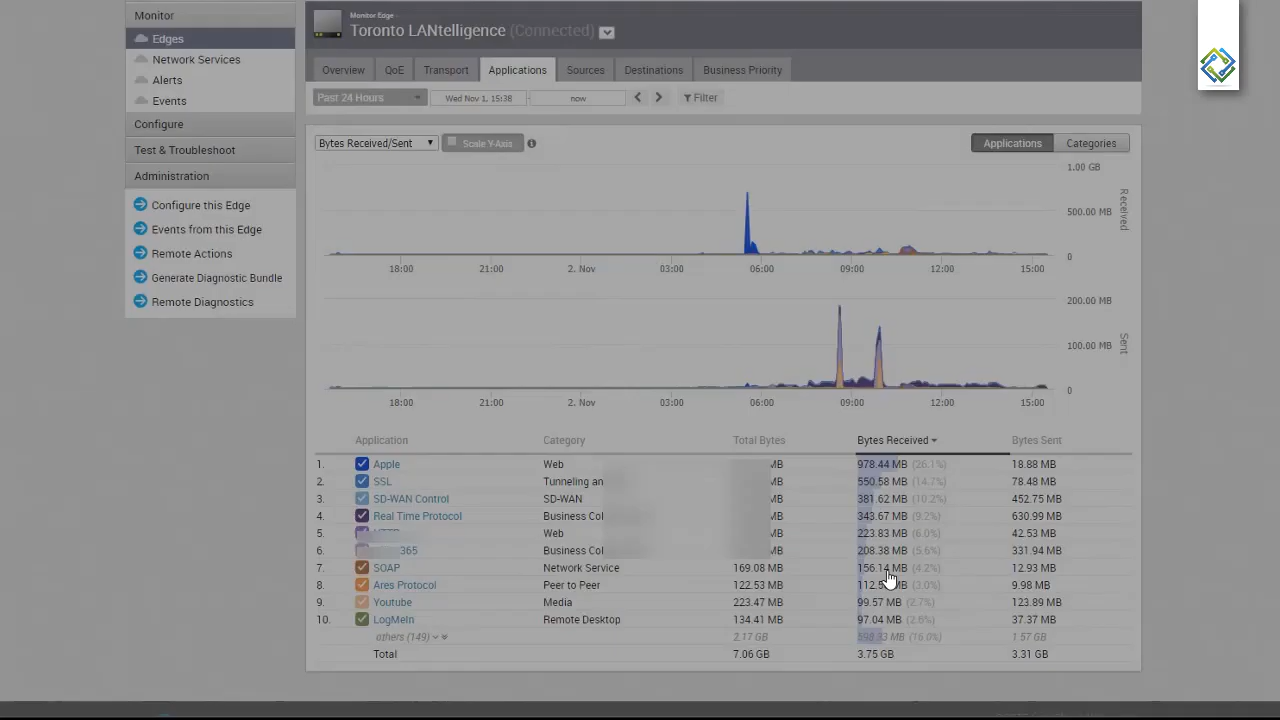 Monitor
Edges
Network Services
Alerts
Events
Configure
Test & Troubleshoot
Administration
Configure this Edge
Events from this Edge
Remote Actions
Generate Diagnostic Bundle
Remote Diagnostics
Monitor Edge
Toronto LANtelligence (Connected)
Overview QoE Transport Applications Sources Destinations Business Priority
Past 24 Hours Wed Nov 1, 15:38 - now Filter
Bytes Received/Sent Scale Y-Axis Applications Categories
1.00 GB
500.00 MB
0
Received
18:00 21:00 2. Nov 03:00 06:00 09:00 12:00 15:00
200.00 MB
100.00 MB
0
Sent
18:00 21:00 2. Nov 03:00 06:00 09:00 12:00 15:00
Application Category Total Bytes Bytes Received Bytes Sent
1. Apple Web MB 978.44 MB (26.1%) 18.88 MB
2. SSL Tunneling an MB 550.58 MB (14.7%) 78.48 MB
3. SD-WAN Control SD-WAN MB 381.62 MB (10.2%) 452.75 MB
4. Real Time Protocol Business Col MB 343.67 MB (9.2%) 630.99 MB
5. Web MB 223.83 MB (6.0%) 42.53 MB
6. 365 Business Col MB 208.38 MB (5.6%) 331.94 MB
7. SOAP Network Service 169.08 MB 156.14 MB (4.2%) 12.93 MB
8. Ares Protocol Peer to Peer 122.53 MB (3.0%) 9.98 MB
9. Youtube Media 223.47 MB 99.57 MB (2.7%) 123.89 MB
10. LogMeIn Remote Desktop 134.41 MB 97.04 MB (2.6%) 37.37 MB
others (149) 2.17 GB MB (16.0%) 1.57 GB
Total 7.06 GB 3.75 GB 3.31 GB